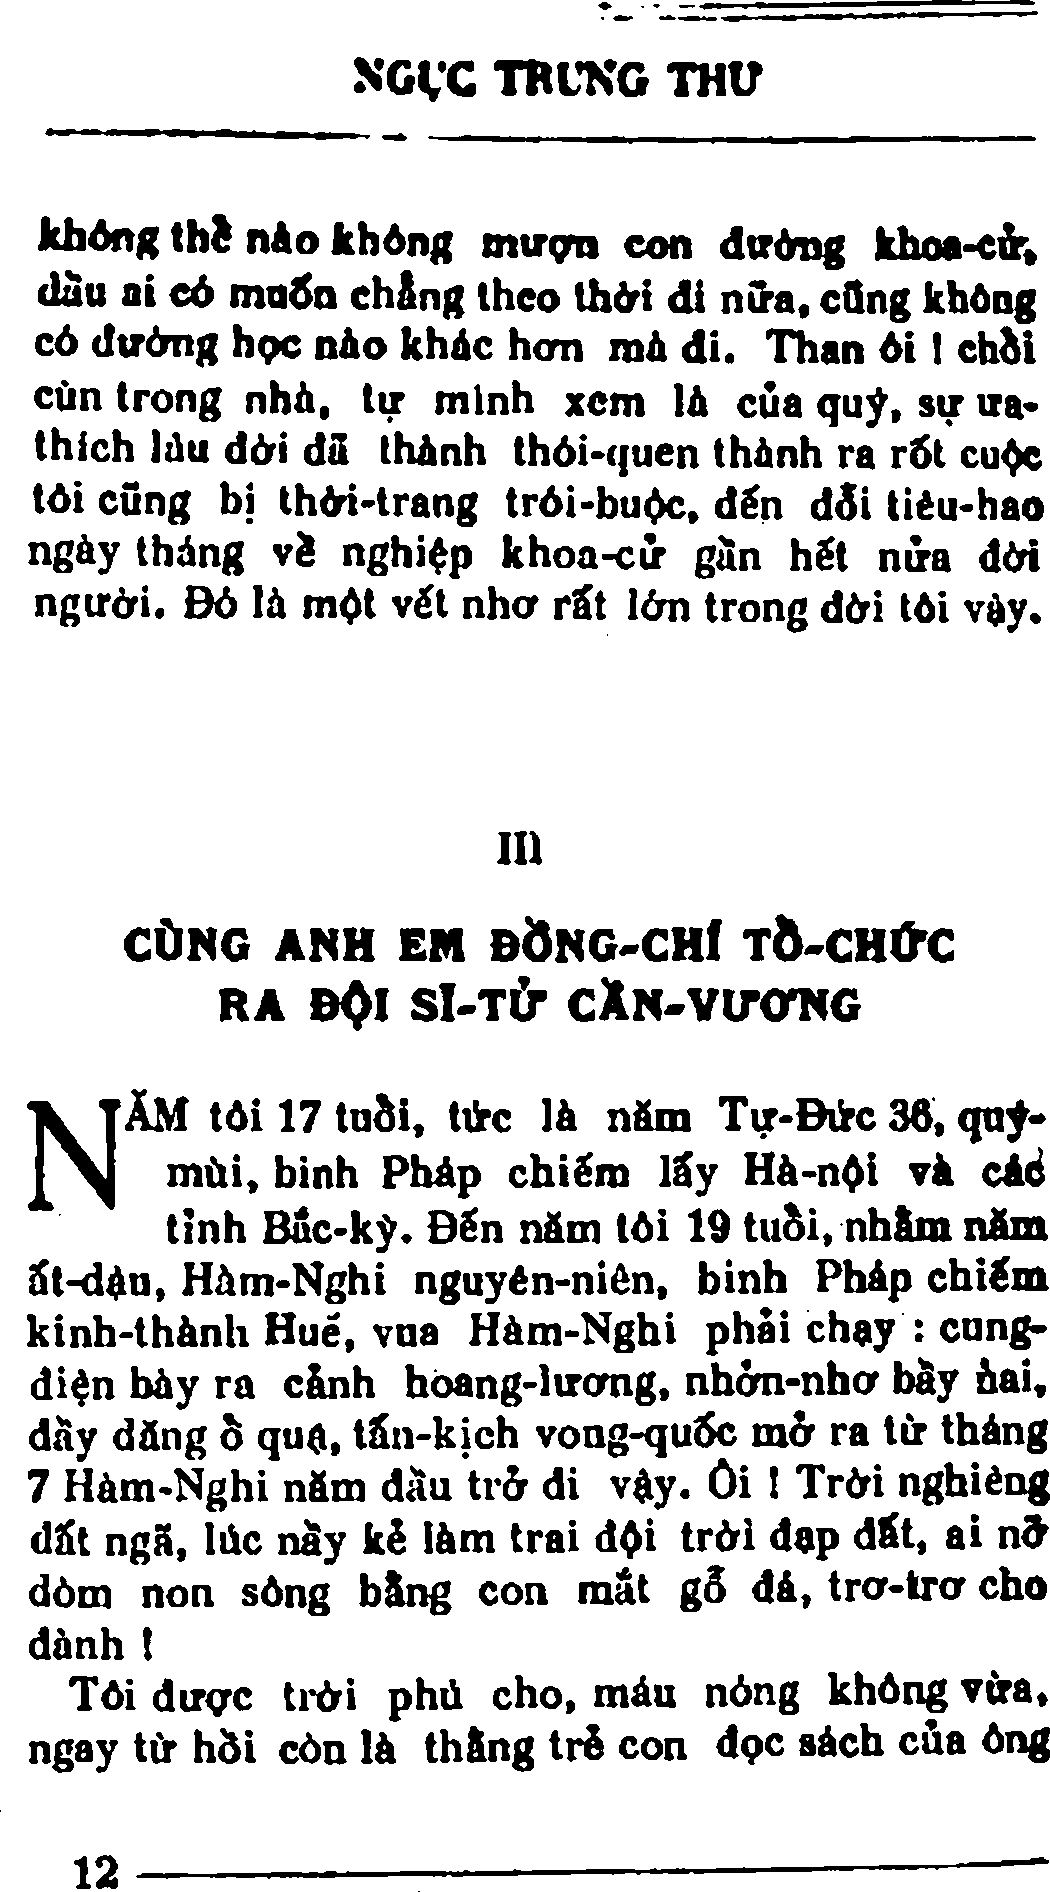 NGỤC TRUNG THƯ
không thể nào không mượn con đường khoa-cử,
dầu ai có muốn chẳng theo thời đi nữa, cũng không
có đường học nào khác hơn mà đi. Than ôi ! chổi
cùn trong nhà, tự mình xem là của quý, sự ưa-
thích lâu đời đã thành thói-quen thành ra rốt cuộc
tôi cũng bị thời-trang trói-buộc, đến đỗi tiêu-hao
ngày tháng về nghiệp khoa-cử gần hết nửa đời
người. Đó là một vết nhơ rất lớn trong đời tôi vậy.
III
CÙNG ANH EM ĐỒNG-CHÍ TỔ-CHỨC
RA ĐỘI SĨ-TỬ CẦN-VƯƠNG
NĂM tôi 17 tuổi, tức là năm Tự-Đức 36, quý-
mùi, binh Pháp chiếm lấy Hà-nội và các
tỉnh Bắc-kỳ. Đến năm tôi 19 tuổi, nhằm năm
ất-dậu, Hàm-Nghi nguyên-niên, binh Pháp chiếm
kinh-thành Huế, vua Hàm-Nghi phải chạy : cung-
điện bày ra cảnh hoang-lương, nhởn-nhơ bầy nai,
đầy dăng ổ quạ, tấn-kịch vong-quốc mở ra từ tháng
7 Hàm-Nghi năm đầu trở đi vậy. Ôi ! Trời nghiêng
đất ngã, lúc nầy kẻ làm trai đội trời đạp đất, ai nỡ
dòm non sông bằng con mắt gỗ đá, trơ-trơ cho
đành !
Tôi được trời phú cho, máu nóng không vừa,
ngay từ hồi còn là thằng trẻ con đọc sách của ông
12